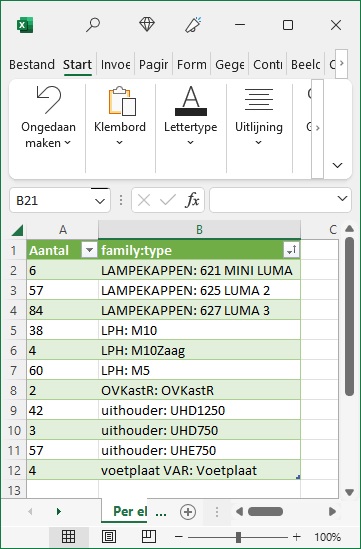 Bestand Start Invoe Pagin Form Gege Contr Beeld
Ongedaan maken
Klembord
Lettertype
Uitlijning
B21
fx
A B C
1 Aantal family:type
2 6 LAMPEKAPPEN: 621 MINI LUMA
3 57 LAMPEKAPPEN: 625 LUMA 2
4 84 LAMPEKAPPEN: 627 LUMA 3
5 38 LPH: M10
6 4 LPH: M10Zaag
7 60 LPH: M5
8 2 OVKastR: OVKastR
9 42 uithouder: UHD1250
10 3 uithouder: UHD750
11 57 uithouder: UHE750
12 4 voetplaat VAR: Voetplaat
13
Per el ...
100%